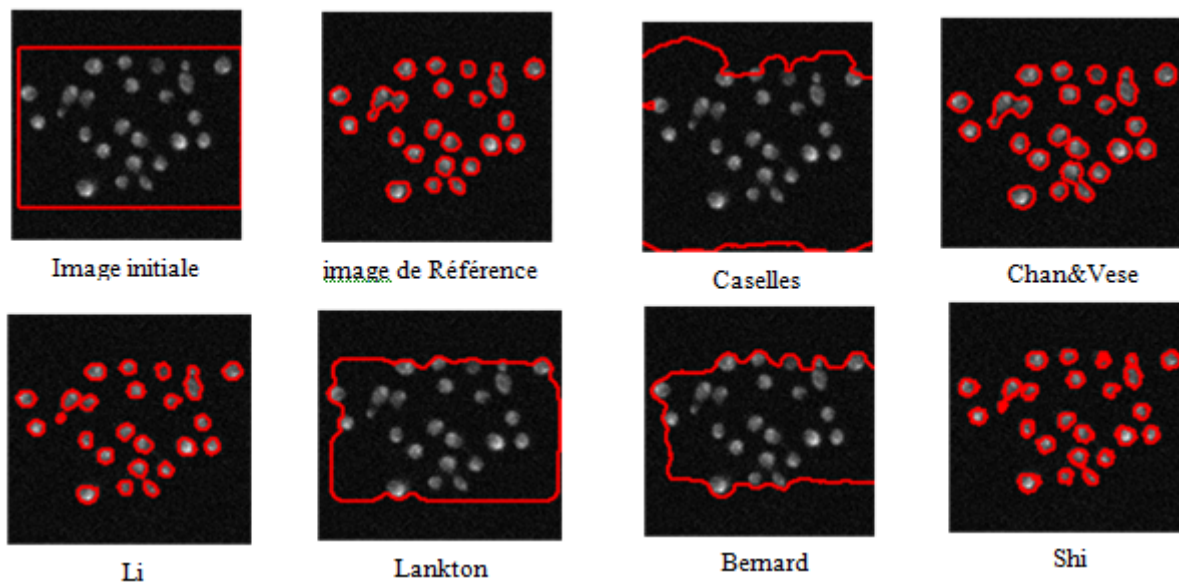 Image initiale
image de Référence
Caselles
Chan&Vese
Li
Lankton
Bernard
Shi